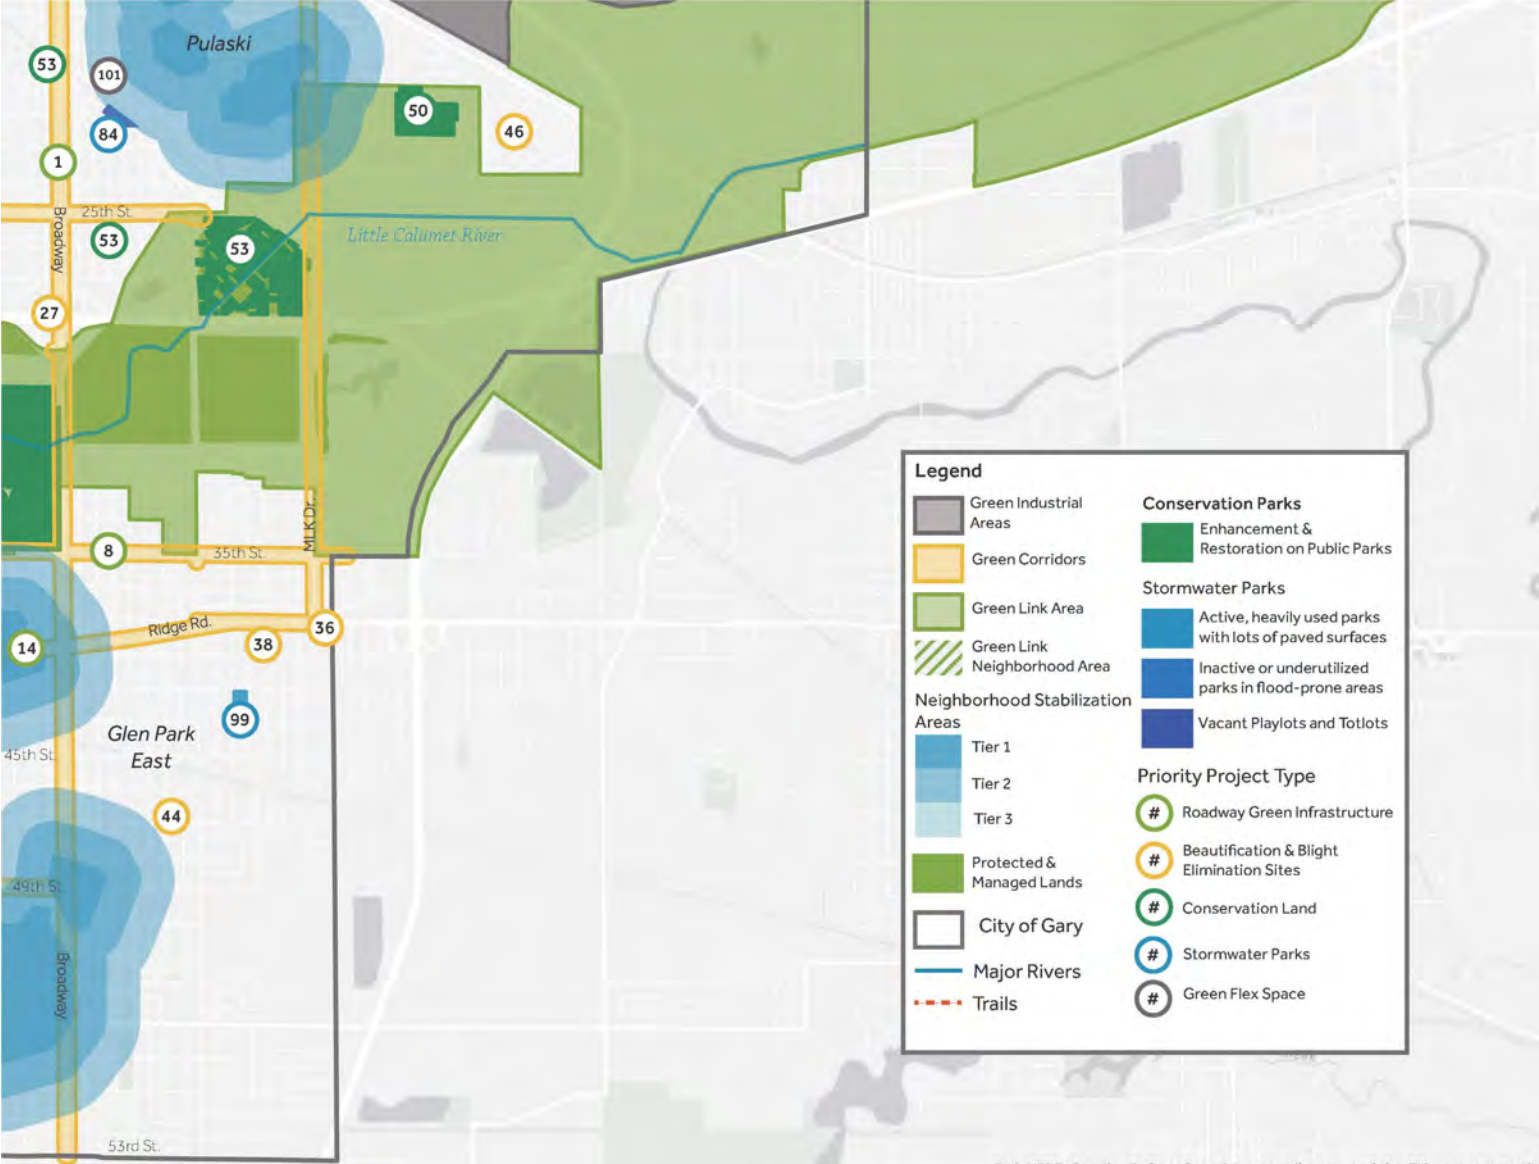 Pulaski
53
101
84
50
46
1
25th St.
Broadway
53
53
Little Calumet River
27
MLK Dr.
8
35th St.
Ridge Rd.
36
38
14
99
Glen Park
East
45th St.
44
49th St.
Broadway
53rd St.
Legend
Green Industrial
Areas
Green Corridors
Green Link Area
Green Link
Neighborhood Area
Neighborhood Stabilization
Areas
Tier 1
Tier 2
Tier 3
Protected &
Managed Lands
City of Gary
Major Rivers
Trails
Conservation Parks
Enhancement &
Restoration on Public Parks
Stormwater Parks
Active, heavily used parks
with lots of paved surfaces
Inactive or underutilized
parks in flood-prone areas
Vacant Playlots and Totlots
Priority Project Type
# Roadway Green Infrastructure
# Beautification & Blight
Elimination Sites
# Conservation Land
# Stormwater Parks
# Green Flex Space